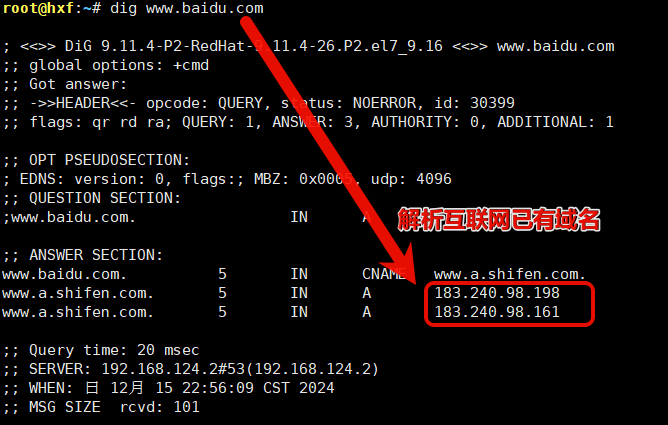 root@hxf:~# dig www.baidu.com
; <<>> DiG 9.11.4-P2-RedHat-9.11.4-26.P2.el7_9.16 <<>> www.baidu.com
;; global options: +cmd
;; Got answer:
;; ->>HEADER<<- opcode: QUERY, status: NOERROR, id: 30399
;; flags: qr rd ra; QUERY: 1, ANSWER: 3, AUTHORITY: 0, ADDITIONAL: 1
;; OPT PSEUDOSECTION:
; EDNS: version: 0, flags:; MBZ: 0x0005, udp: 4096
;; QUESTION SECTION:
;www.baidu.com. IN A
解析互联网已有域名
;; ANSWER SECTION:
www.baidu.com. 5 IN CNAME www.a.shifen.com.
www.a.shifen.com. 5 IN A 183.240.98.198
www.a.shifen.com. 5 IN A 183.240.98.161
;; Query time: 20 msec
;; SERVER: 192.168.124.2#53(192.168.124.2)
;; WHEN: 日 12月 15 22:56:09 CST 2024
;; MSG SIZE rcvd: 101